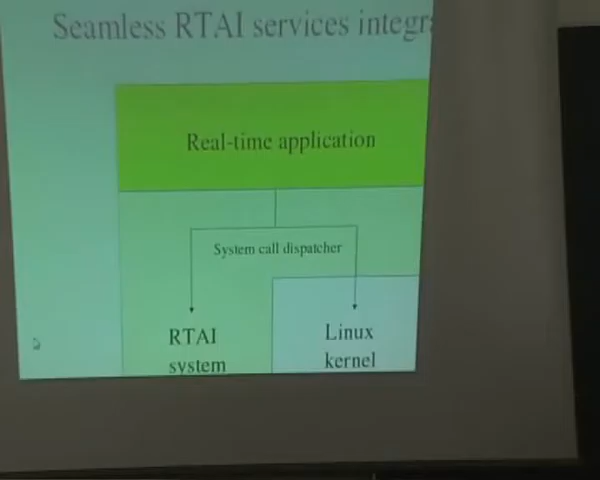 Seamless RTAI services integr
Real-time application
System call dispatcher
RTAI
system
Linux
kernel